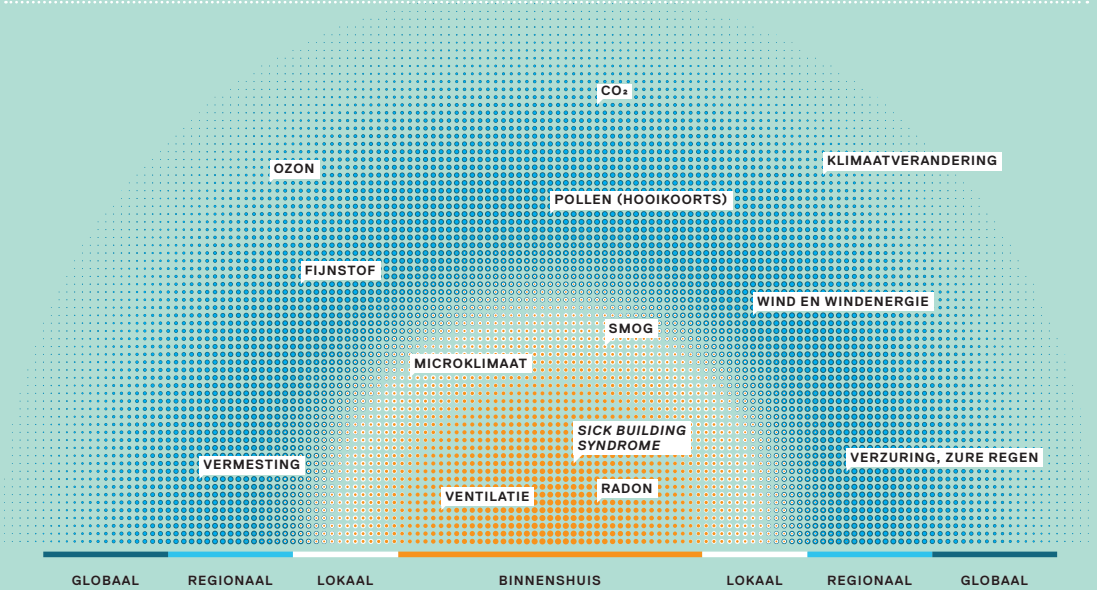 CO₂
KLIMAATVERANDERING
OZON
POLLEN (HOOIKOORTS)
FIJNSTOF
WIND EN WINDENERGIE
SMOG
MICROKLIMAAT
SICK BUILDING
SYNDROME
VERZURING, ZURE REGEN
VERMESTING
RADON
VENTILATIE
GLOBAAL REGIONAAL LOKAAL BINNENSHUIS LOKAAL REGIONAAL GLOBAAL